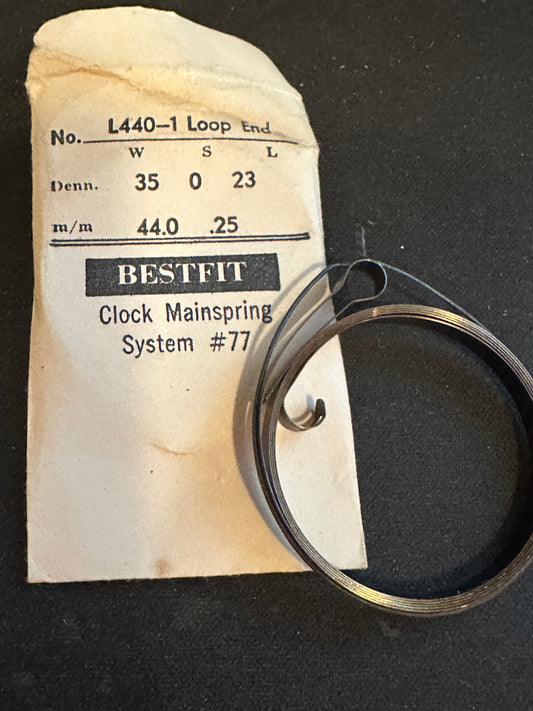 No. L440-1 Loop End
W S L
Denn. 35 0 23
m/m 44.0 .25
BESTFIT
Clock Mainspring
System #77